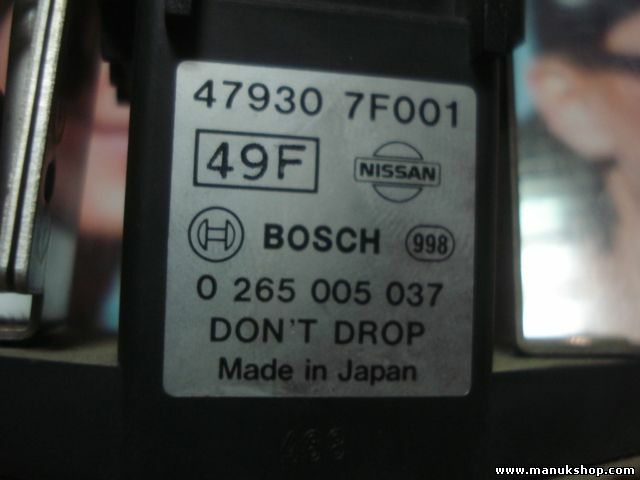 47930 7F001
49F NISSAN
BOSCH 998
0 265 005 037
DON'T DROP
Made in Japan
www.manukshop.com